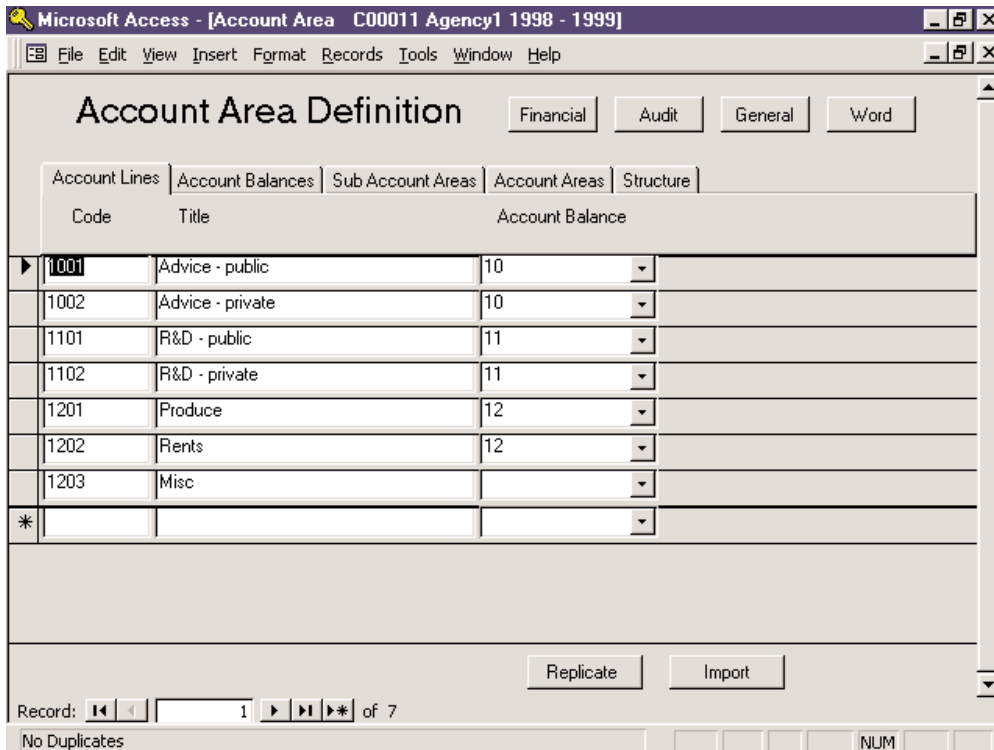 Microsoft Access - [Account Area C00011 Agency1 1998 - 1999]
File Edit View Insert Format Records Tools Window Help
Account Area Definition Financial Audit General Word
Account Lines Account Balances Sub Account Areas Account Areas Structure
Code Title Account Balance
1001 Advice - public 10
1002 Advice - private 10
1101 R&D - public 11
1102 R&D - private 11
1201 Produce 12
1202 Rents 12
1203 Misc
Replicate Import
Record: 1 of 7
No Duplicates NUM